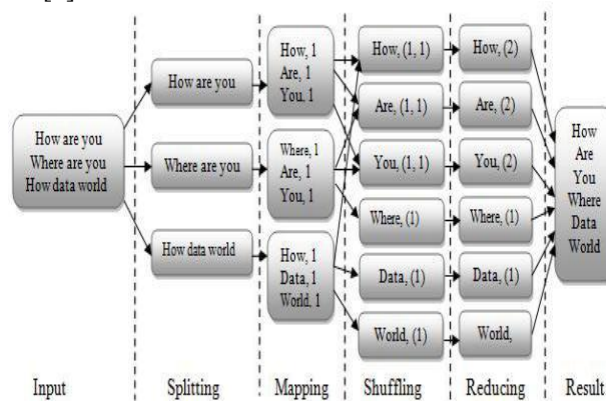 How are you
Where are you
How data world
How are you
Where are you
How data world
How, 1
Are, 1
You, 1
Where, 1
Are, 1
You, 1
How, 1
Data, 1
World, 1
How, (1, 1)
Are, (1, 1)
You, (1, 1)
Where, (1)
Data, (1)
World, (1)
How, (2)
Are, (2)
You, (2)
Where, (1)
Data, (1)
World,
How
Are
You
Where
Data
World
Input
Splitting
Mapping
Shuffling
Reducing
Result